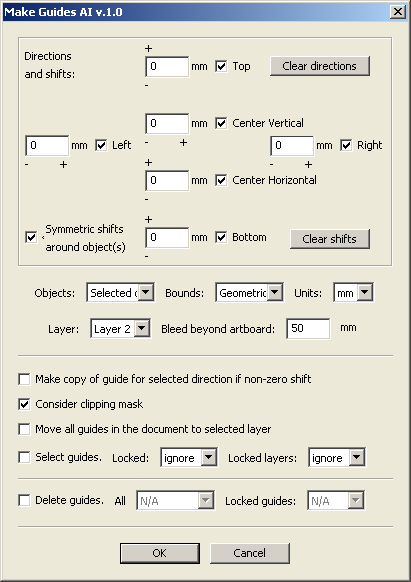 Make Guides AI v.1.0
+
Directions
and shifts:
0 mm Top Clear directions
-
+
0 mm Center Vertical
- +
0 mm Left
- +
0 mm Right
- +
+
0 mm Center Horizontal
-
+
< Symmetric shifts
around object(s)
0 mm Bottom Clear shifts
-
Objects: Selected Bounds: Geometric Units: mm
Layer: Layer 2 Bleed beyond artboard: 50 mm
Make copy of guide for selected direction if non-zero shift
Consider clipping mask
Move all guides in the document to selected layer
Select guides. Locked: ignore Locked layers: ignore
Delete guides. All N/A Locked guides: N/A
OK Cancel